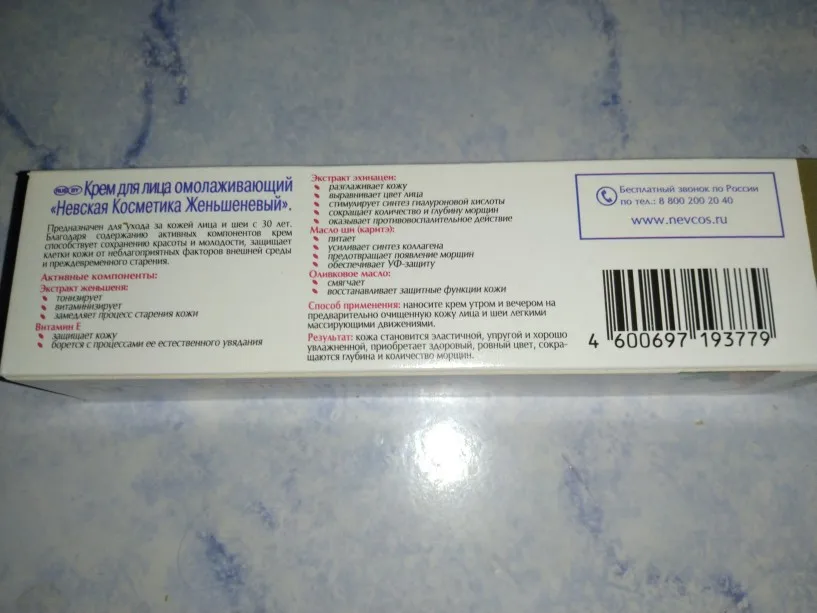 RUS BY Крем для лица омолаживающий
«Невская Косметика Женьшеневый».
Предназначен для ухода за кожей лица и шеи с 30 лет.
Благодаря содержанию активных компонентов крем
способствует сохранению красоты и молодости, защищает
клетки кожи от неблагоприятных факторов внешней среды
и преждевременного старения.
Активные компоненты:
Экстракт женьшеня:
тонизирует
витаминизирует
замедляет процесс старения кожи
Витамин Е
защищает кожу
борется с процессами ее естественного увядания
Экстракт эхинацеи:
разглаживает кожу
выравнивает цвет лица
стимулирует синтез гиалуроновой кислоты
сокращает количество и глубину морщин
оказывает противовоспалительное действие
Масло ши (каритэ):
питает
усиливает синтез коллагена
предотвращает появление морщин
обеспечивает УФ-защиту
Оливковое масло:
смягчает
восстанавливает защитные функции кожи
Способ применения: наносите крем утром и вечером на
предварительно очищенную кожу лица и шеи легкими
массирующими движениями.
Результат: кожа становится эластичной, упругой и хорошо
увлажненной, приобретает здоровый, ровный цвет, сокра-
щаются глубина и количество морщин.
Бесплатный звонок по России
по тел.: 8 800 200 20 40
www.nevcos.ru
4 600697 193779